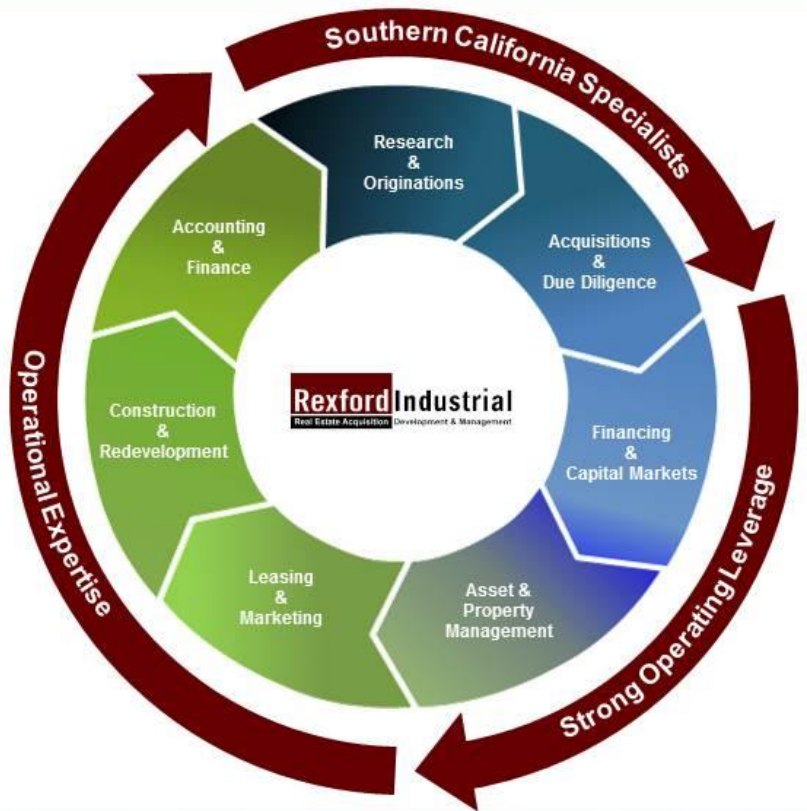 Southern California Specialists
Research
&
Originations
Acquisitions
&
Due Diligence
Financing
&
Capital Markets
Strong Operating Leverage
Asset &
Property
Management
Leasing
&
Marketing
Construction
&
Redevelopment
Operational Expertise
Accounting
&
Finance
Rexford Industrial
Real Estate Acquisition Development & Management